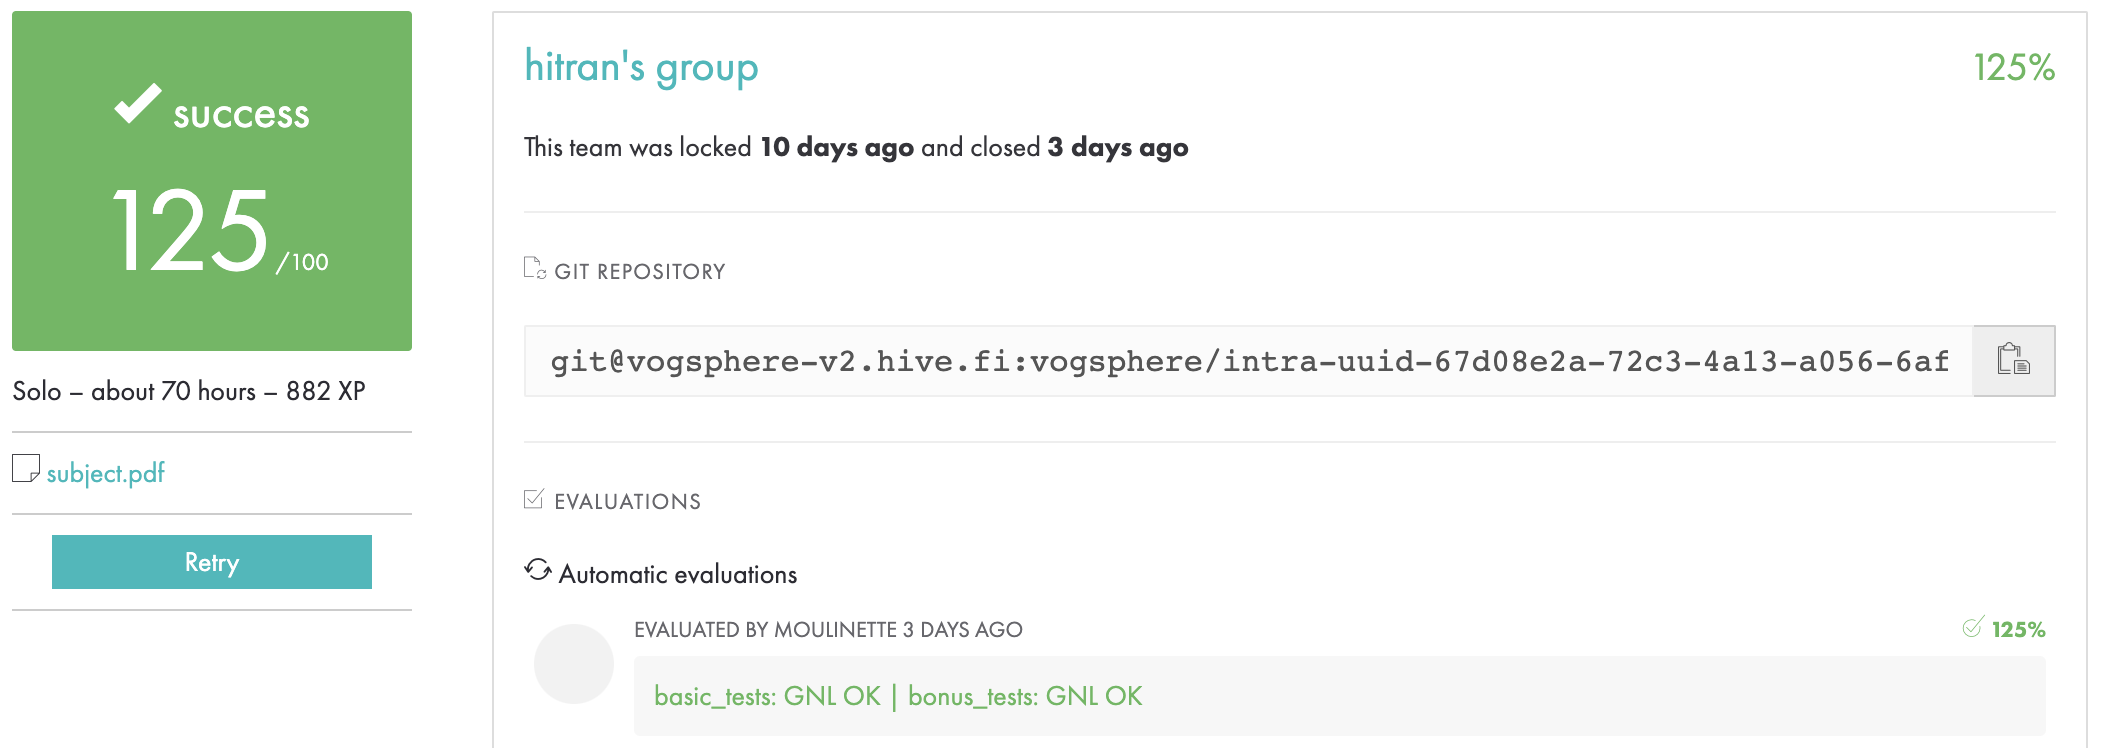 success
125/100
Solo – about 70 hours – 882 XP
subject.pdf
Retry
hitran's group
125%
This team was locked 10 days ago and closed 3 days ago
GIT REPOSITORY
git@vogsphere-v2.hive.fi:vogsphere/intra-uuid-67d08e2a-72c3-4a13-a056-6af
EVALUATIONS
Automatic evaluations
EVALUATED BY MOULINETTE 3 DAYS AGO
125%
basic_tests: GNL OK | bonus_tests: GNL OK